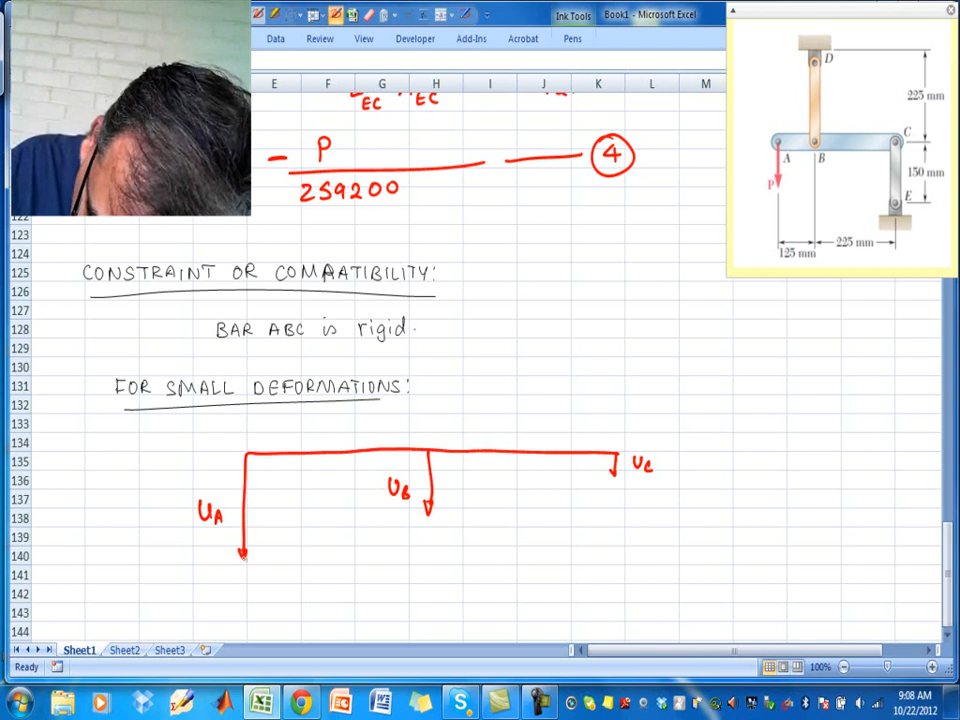 Ink Tools
Book1 - Microsoft Excel
Data Review View Developer Add-Ins Acrobat Pens
E F G H I J K L M
EC EC
- P
259200
4
122
123
124
125
126
127
128
129
130
131
132
133
134
135
136
137
138
139
140
141
142
143
144
CONSTRAINT OR COMPAATIBILITY:
BAR ABC is rigid.
FOR SMALL DEFORMATIONS:
UA
UB
UC
D
225 mm
C
A
B
P
150 mm
E
225 mm
125 mm
Sheet1 Sheet2 Sheet3
Ready
100%
9:08 AM
10/22/2012